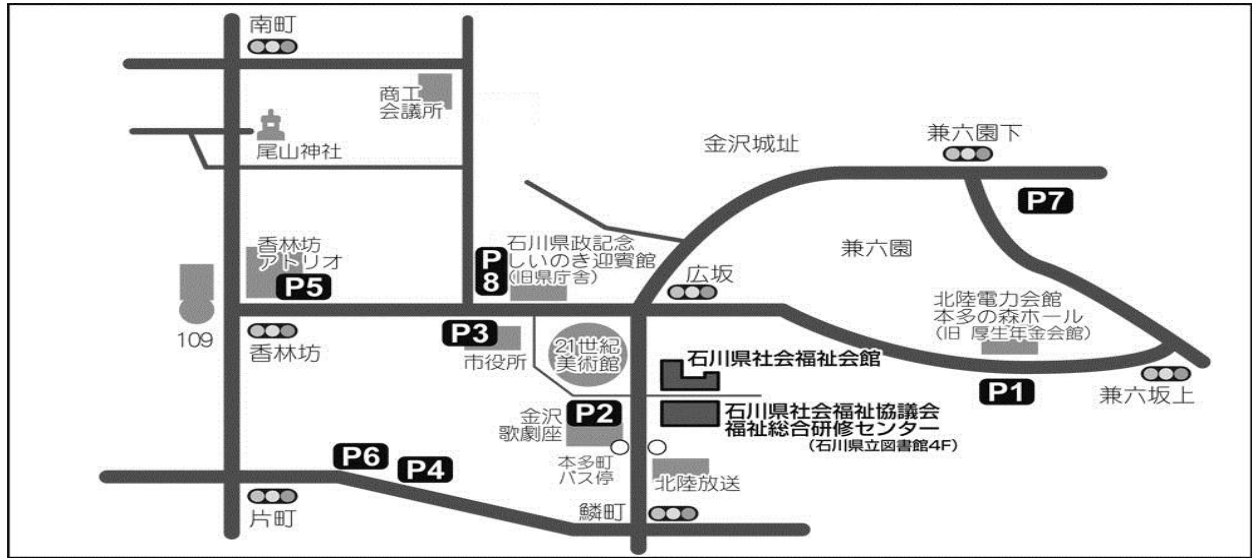 南町
商工
会議所
尾山神社
金沢城址
兼六園下
P7
香林坊
アトリオ
P5
P
8
石川県政記念
しいのき迎賓館
(旧県庁舎)
広坂
兼六園
北陸電力会館
本多の森ホール
(旧 厚生年金会館)
109
香林坊
P3
市役所
21世紀
美術館
石川県社会福祉会館
P1
兼六坂上
金沢
歌劇座
P2
石川県社会福祉協議会
福祉総合研修センター
(石川県立図書館4F)
P6
P4
本多町
バス停
北陸放送
片町
鱗町